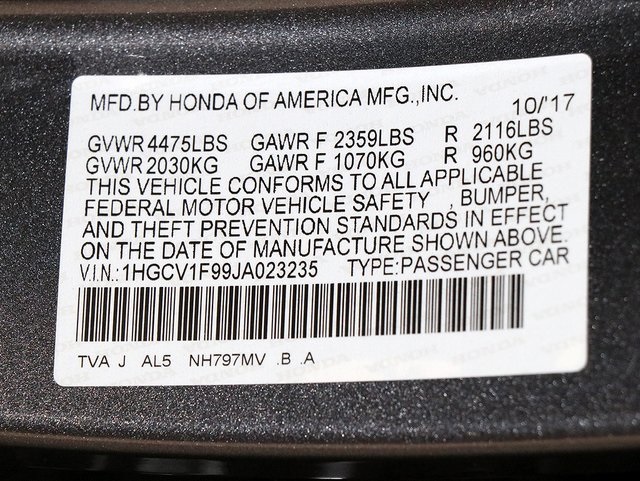 MFD.BY HONDA OF AMERICA MFG.,INC.
10/'17
GVWR 4475LBS GAWR F 2359LBS R 2116LBS
GVWR 2030KG GAWR F 1070KG R 960KG
THIS VEHICLE CONFORMS TO ALL APPLICABLE
FEDERAL MOTOR VEHICLE SAFETY , BUMPER,
AND THEFT PREVENTION STANDARDS IN EFFECT
ON THE DATE OF MANUFACTURE SHOWN ABOVE.
V.I.N.:1HGCV1F99JA023235 TYPE:PASSENGER CAR
TVA J AL5 NH797MV .B .A